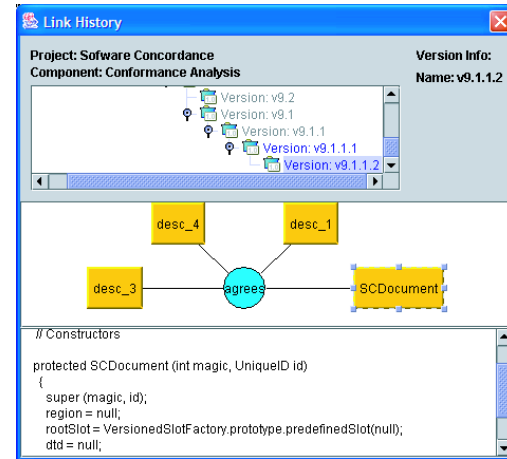 Link History
Project: Sofware Concordance
Component: Conformance Analysis
Version Info:
Name: v9.1.1.2
Version: v9.2
Version: v9.1
Version: v9.1.1
Version: v9.1.1.1
Version: v9.1.1.2
desc_4
desc_1
desc_3
agrees
SCDocument
// Constructors
protected SCDocument (int magic, UniqueID id)
{
super (magic, id);
region = null;
rootSlot = VersionedSlotFactory.prototype.predefinedSlot(null);
dtd = null;